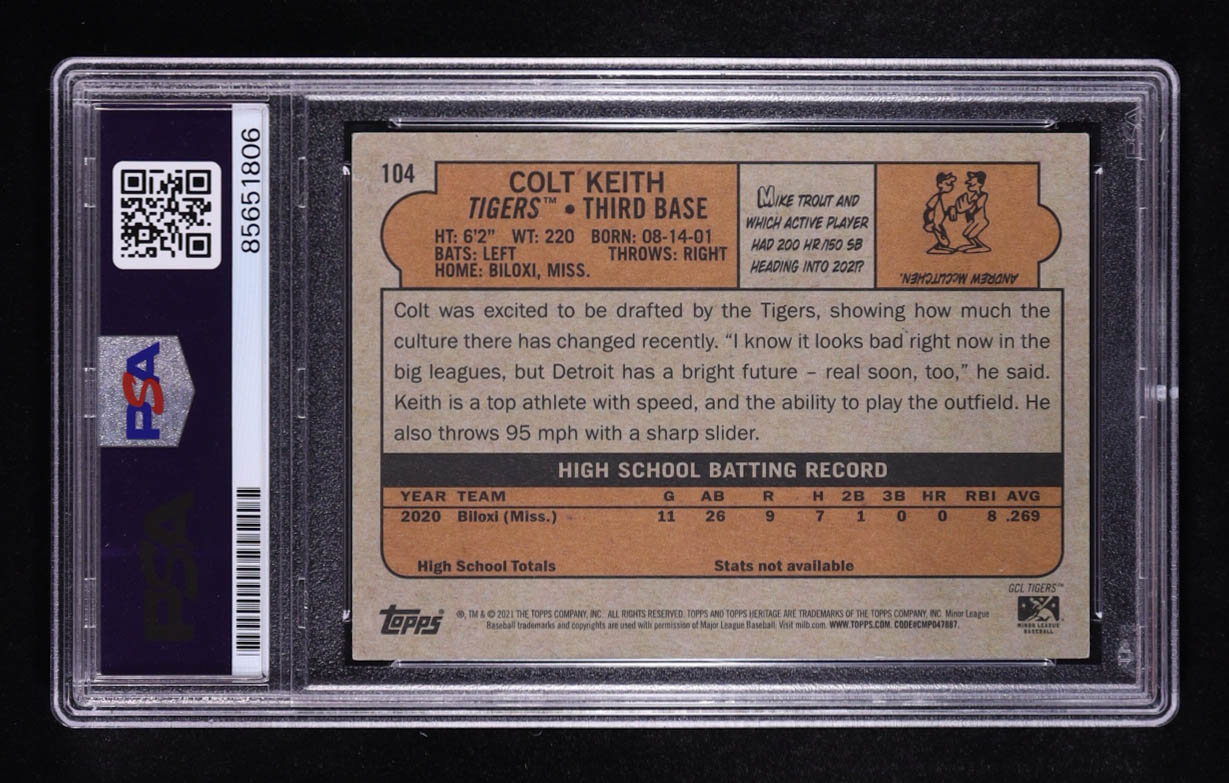 85651806
PSA
PSA
104
COLT KEITH
TIGERS™ • THIRD BASE
HT: 6'2" WT: 220 BORN: 08-14-01
BATS: LEFT THROWS: RIGHT
HOME: BILOXI, MISS.
MIKE TROUT AND
WHICH ACTIVE PLAYER
HAD 200 HR/150 SB
HEADING INTO 2021?
ANDREW McCUTCHEN.
Colt was excited to be drafted by the Tigers, showing how much the
culture there has changed recently. “I know it looks bad right now in the
big leagues, but Detroit has a bright future – real soon, too,” he said.
Keith is a top athlete with speed, and the ability to play the outfield. He
also throws 95 mph with a sharp slider.
HIGH SCHOOL BATTING RECORD
YEAR TEAM G AB R H 2B 3B HR RBI AVG
2020 Biloxi (Miss.) 11 26 9 7 1 0 0 8 .269
High School Totals Stats not available
GCL TIGERS™
Topps
®, TM & © 2021 THE TOPPS COMPANY, INC. ALL RIGHTS RESERVED. TOPPS AND TOPPS HERITAGE ARE TRADEMARKS OF THE TOPPS COMPANY, INC. Minor League
Baseball trademarks and copyrights are used with permission of Major League Baseball. Visit milb.com. WWW.TOPPS.COM. CODE#CMP047887.
MINOR LEAGUE
BASEBALL